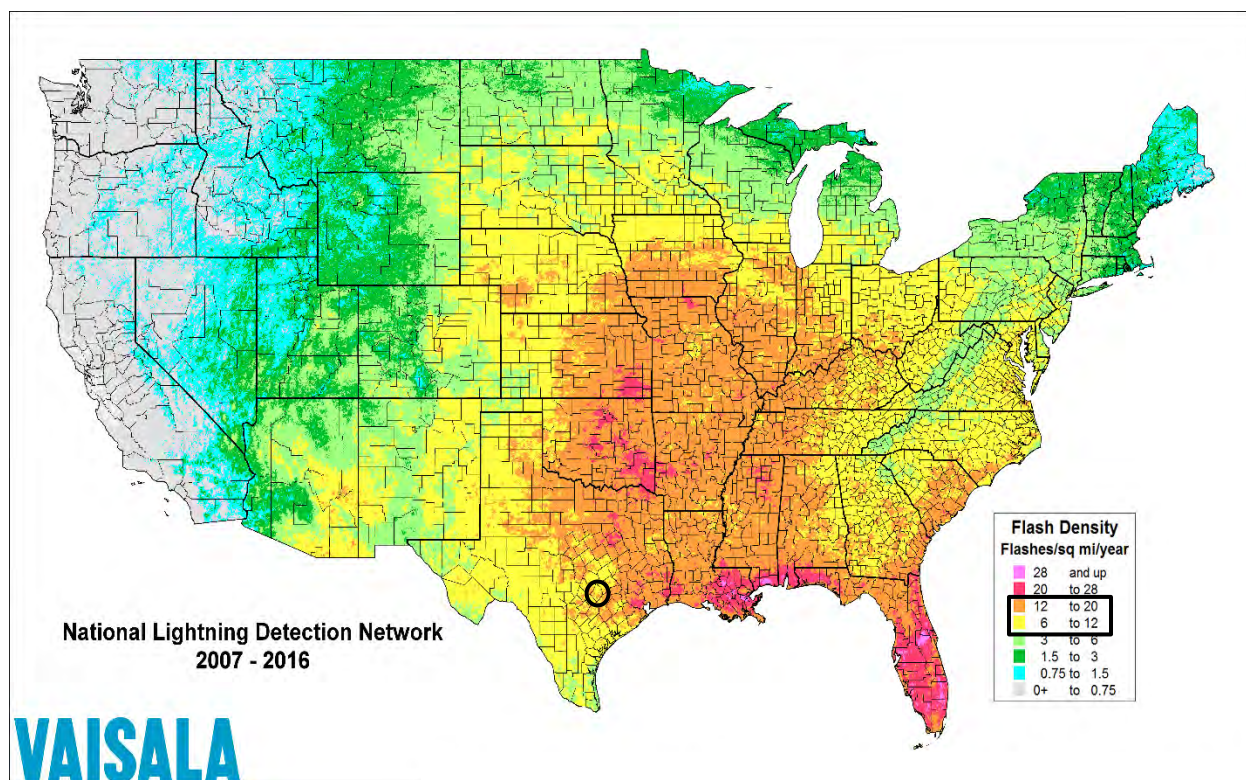 Flash Density
Flashes/sq mi/year
28 and up
20 to 28
12 to 20
6 to 12
3 to 6
1.5 to 3
0.75 to 1.5
0+ to 0.75
National Lightning Detection Network
2007 - 2016
VAISALA